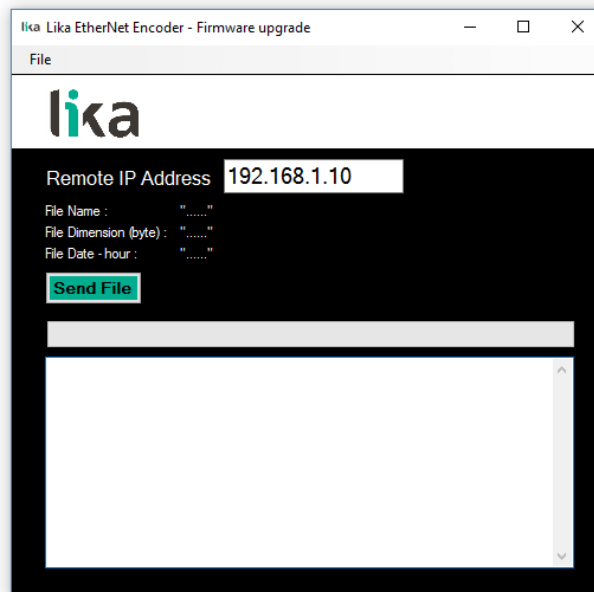 lika Lika EtherNet Encoder - Firmware upgrade
File
lika
Remote IP Address 192.168.1.10
File Name : "......"
File Dimension (byte) : "......"
File Date - hour : "......"
Send File